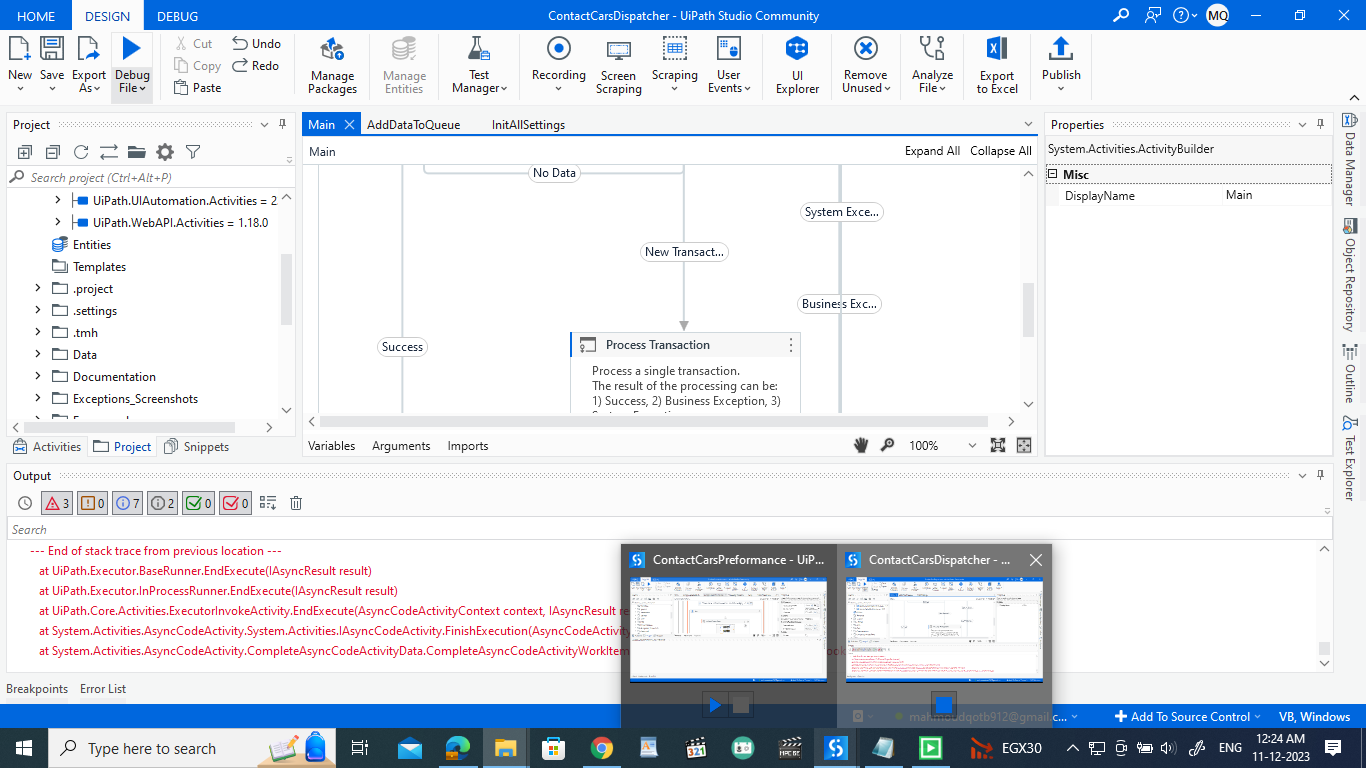 HOME DESIGN DEBUG ContactCarsDispatcher - UiPath Studio Community MQ
New Save Export As Debug File Cut Copy Paste Undo Redo Manage Packages Manage Entities Test Manager Recording Screen Scraping Scraping User Events UI Explorer Remove Unused Analyze File Export to Excel Publish
Project
Search project (Ctrl+Alt+P)
UiPath.UIAutomation.Activities = 2
UiPath.WebAPI.Activities = 1.18.0
Entities
Templates
.project
.settings
.tmh
Data
Documentation
Exceptions_Screenshots
Activities Project Snippets
Main AddDataToQueue InitAllSettings
Main Expand All Collapse All
No Data
System Exce...
New Transact...
Business Exc...
Success
Process Transaction
Process a single transaction.
The result of the processing can be:
1) Success, 2) Business Exception, 3)
Variables Arguments Imports 100%
Properties
System.Activities.ActivityBuilder
Misc
DisplayName Main
Data Manager
Object Repository
Outline
Test Explorer
Output
3 0 7 2 0 0
Search
--- End of stack trace from previous location ---
at UiPath.Executor.BaseRunner.EndExecute(IAsyncResult result)
at UiPath.Executor.InProcessRunner.EndExecute(IAsyncResult result)
at UiPath.Core.Activities.ExecutorInvokeActivity.EndExecute(AsyncCodeActivityContext context, IAsyncResult re
at System.Activities.AsyncCodeActivity.System.Activities.IAsyncCodeActivity.FinishExecution(AsyncCodeActivity
at System.Activities.AsyncCodeActivity.CompleteAsyncCodeActivityData.CompleteAsyncCodeActivityWorkItem
ContactCarsPreformance - UiP... ContactCarsDispatcher - ...
Breakpoints Error List
mahmoudqotb912@gmail.c... Add To Source Control VB, Windows
Type here to search 321 EGX30 ENG 12:24 AM
11-12-2023